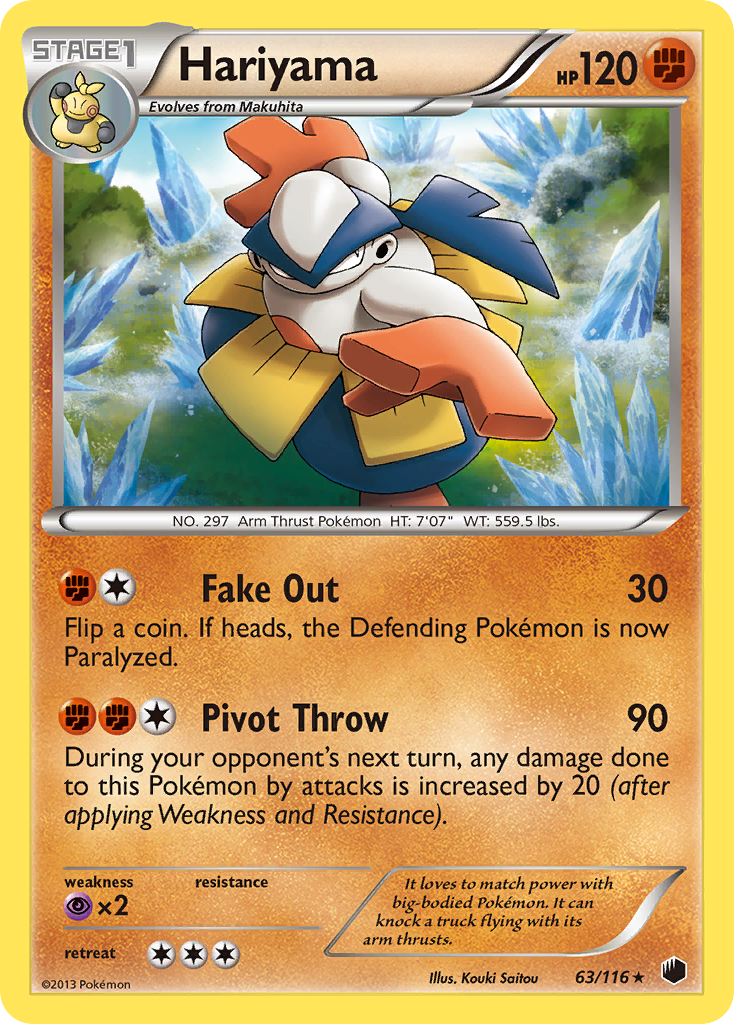 STAGE1
Hariyama
HP120
Evolves from Makuhita
NO. 297 Arm Thrust Pokémon HT: 7'07" WT: 559.5 lbs.
Fake Out 30
Flip a coin. If heads, the Defending Pokémon is now
Paralyzed.
Pivot Throw 90
During your opponent's next turn, any damage done
to this Pokémon by attacks is increased by 20 (after
applying Weakness and Resistance).
weakness resistance
×2
retreat
It loves to match power with
big-bodied Pokémon. It can
knock a truck flying with its
arm thrusts.
©2013 Pokémon
Illus. Kouki Saitou
63/116 ★